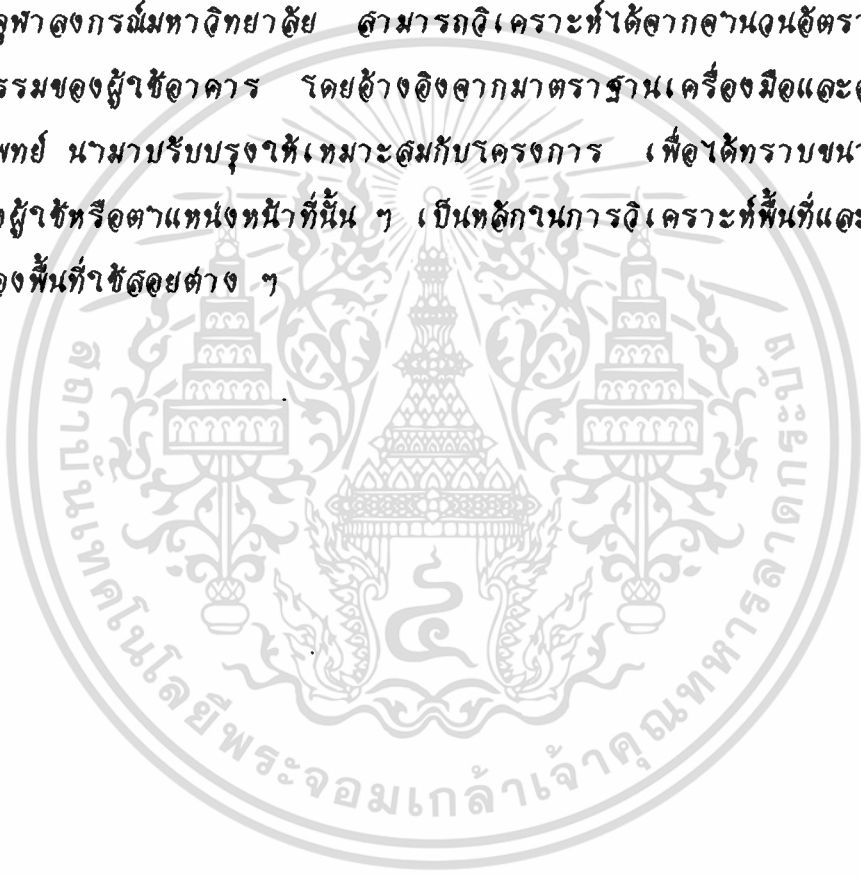 จุฬาลงกรณ์มหาวิทยาลัย สามารถวิเคราะห์ได้จากจำนวนอัตรา
รรมของผู้ใช้อาคาร โดยอ้างอิงจากมาตราฐานเครื่องมือและอ
พทย์ นำมาปรับปรุงให้เหมาะสมกับโครงการ เพื่อได้ทราบขนา
งผู้ใช้หรือตำแหน่งหน้าที่นั้น ๆ เป็นหลักในการวิเคราะห์พื้นที่และ
องพื้นที่ใช้สอยต่าง ๆ
สถาบันเทคโนโลยีพระจอมเกล้าเจ้าคุณทหารลาดกระบัง
๔